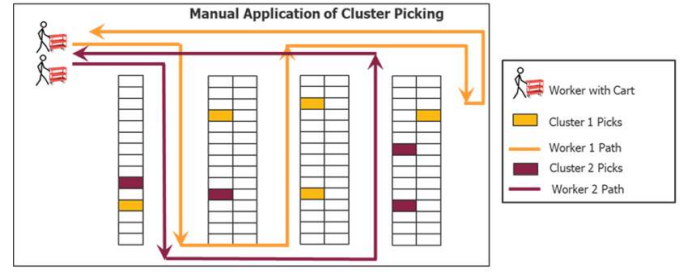 Manual Application of Cluster Picking
Worker with Cart
Cluster 1 Picks
Worker 1 Path
Cluster 2 Picks
Worker 2 Path